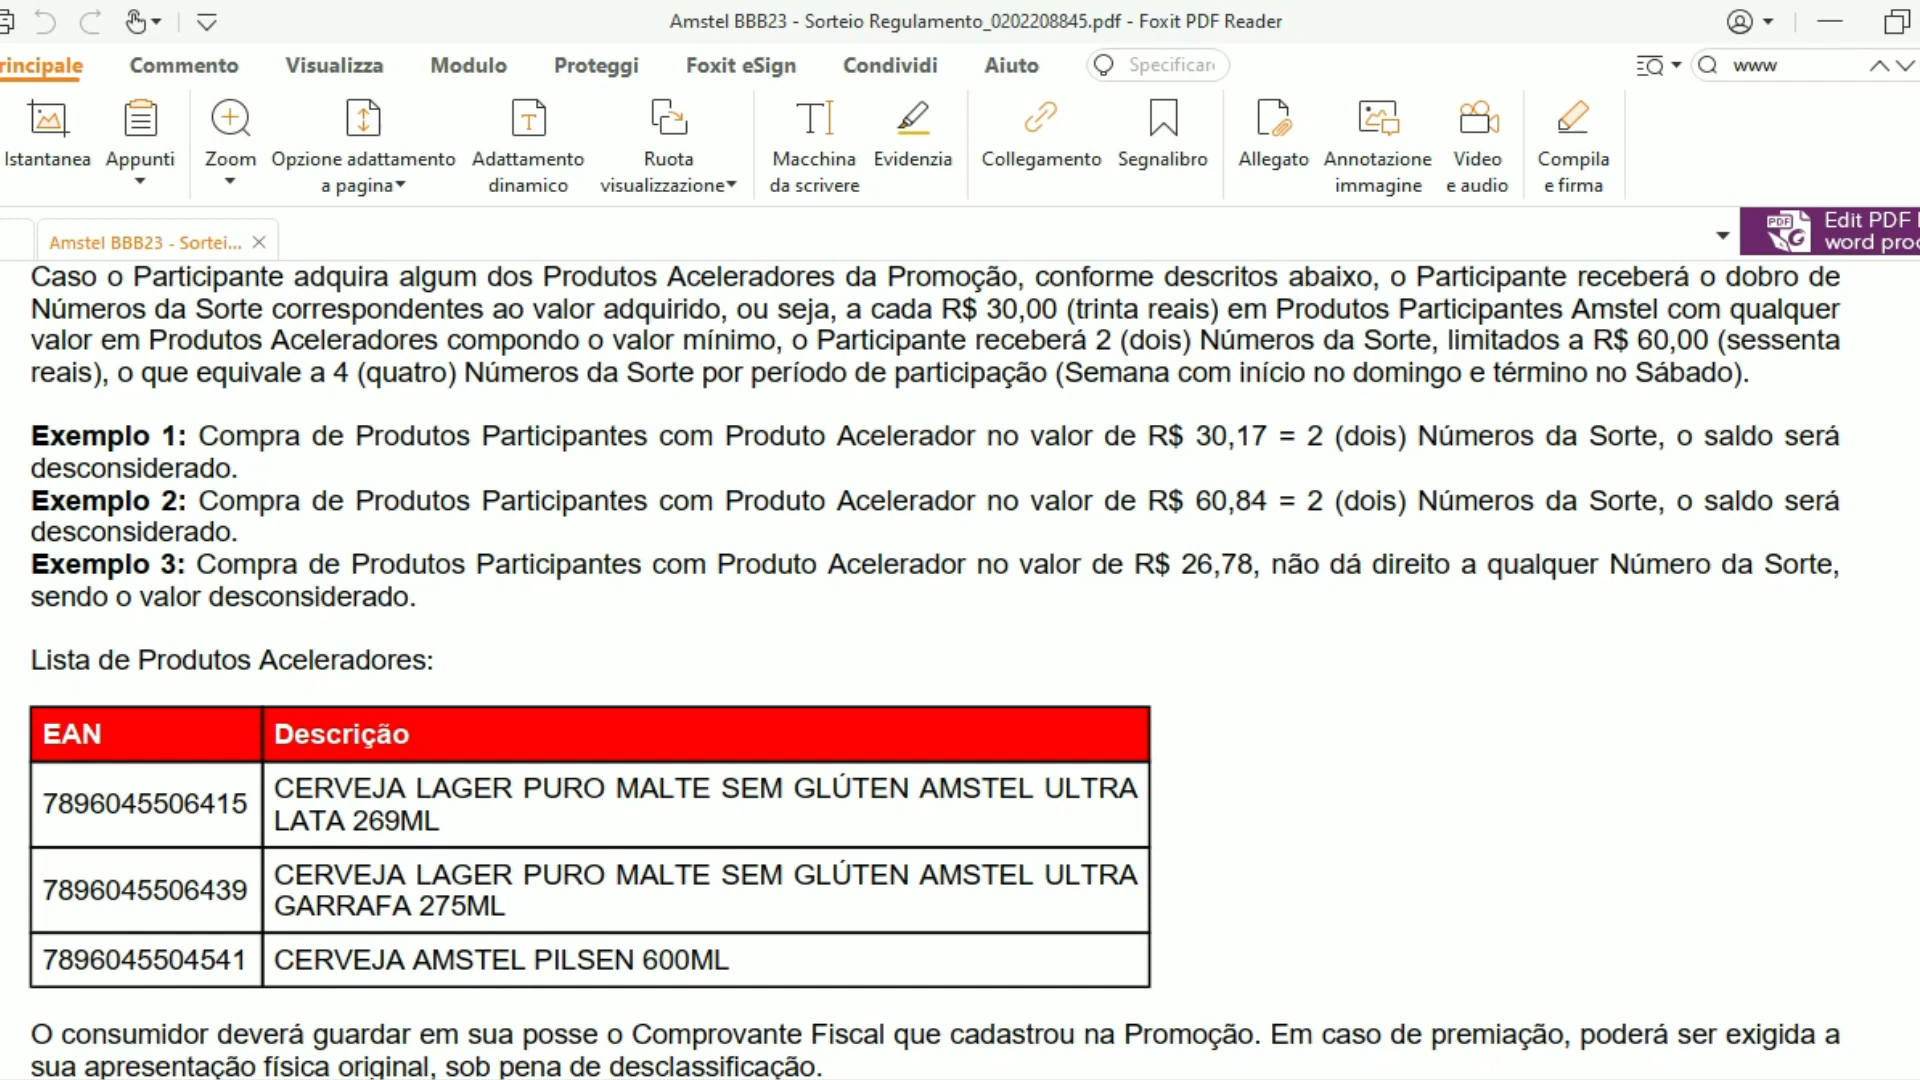 Amstel BBB23 - Sorteio Regulamento_0202208845.pdf - Foxit PDF Reader
rincipale Commento Visualizza Modulo Proteggi Foxit eSign Condividi Aiuto Specificare www
Istantanea Appunti Zoom Opzione adattamento Adattamento Ruota Macchina Evidenzia Collegamento Segnalibro Allegato Annotazione Video Compila
a pagina dinamico visualizzazione da scrivere immagine e audio e firma
Amstel BBB23 - Sortei... Edit PDF
word proc
Caso o Participante adquira algum dos Produtos Aceleradores da Promoção, conforme descritos abaixo, o Participante receberá o dobro de
Números da Sorte correspondentes ao valor adquirido, ou seja, a cada R$ 30,00 (trinta reais) em Produtos Participantes Amstel com qualquer
valor em Produtos Aceleradores compondo o valor mínimo, o Participante receberá 2 (dois) Números da Sorte, limitados a R$ 60,00 (sessenta
reais), o que equivale a 4 (quatro) Números da Sorte por período de participação (Semana com início no domingo e término no Sábado).
Exemplo 1: Compra de Produtos Participantes com Produto Acelerador no valor de R$ 30,17 = 2 (dois) Números da Sorte, o saldo será
desconsiderado.
Exemplo 2: Compra de Produtos Participantes com Produto Acelerador no valor de R$ 60,84 = 2 (dois) Números da Sorte, o saldo será
desconsiderado.
Exemplo 3: Compra de Produtos Participantes com Produto Acelerador no valor de R$ 26,78, não dá direito a qualquer Número da Sorte,
sendo o valor desconsiderado.
Lista de Produtos Aceleradores:
EAN Descrição
7896045506415 CERVEJA LAGER PURO MALTE SEM GLÚTEN AMSTEL ULTRA
LATA 269ML
7896045506439 CERVEJA LAGER PURO MALTE SEM GLÚTEN AMSTEL ULTRA
GARRAFA 275ML
7896045504541 CERVEJA AMSTEL PILSEN 600ML
O consumidor deverá guardar em sua posse o Comprovante Fiscal que cadastrou na Promoção. Em caso de premiação, poderá ser exigida a
sua apresentação física original, sob pena de desclassificação.